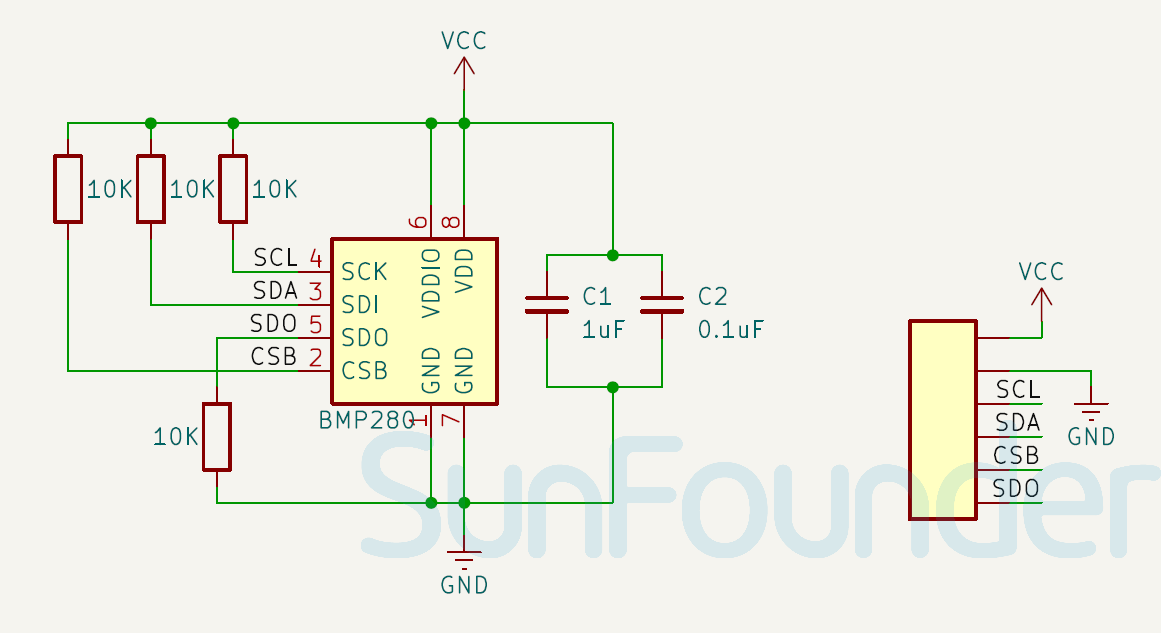 VCC
10K
10K
10K
6
8
SCL 4
SDA 3
SDO 5
CSB 2
SCK
SDI
SDO
CSB
VDDIO
VDD
GND
GND
BMP280
1
7
10K
GND
C1
1uF
C2
0.1uF
VCC
SCL
SDA
CSB
SDO
GND
SunFounder